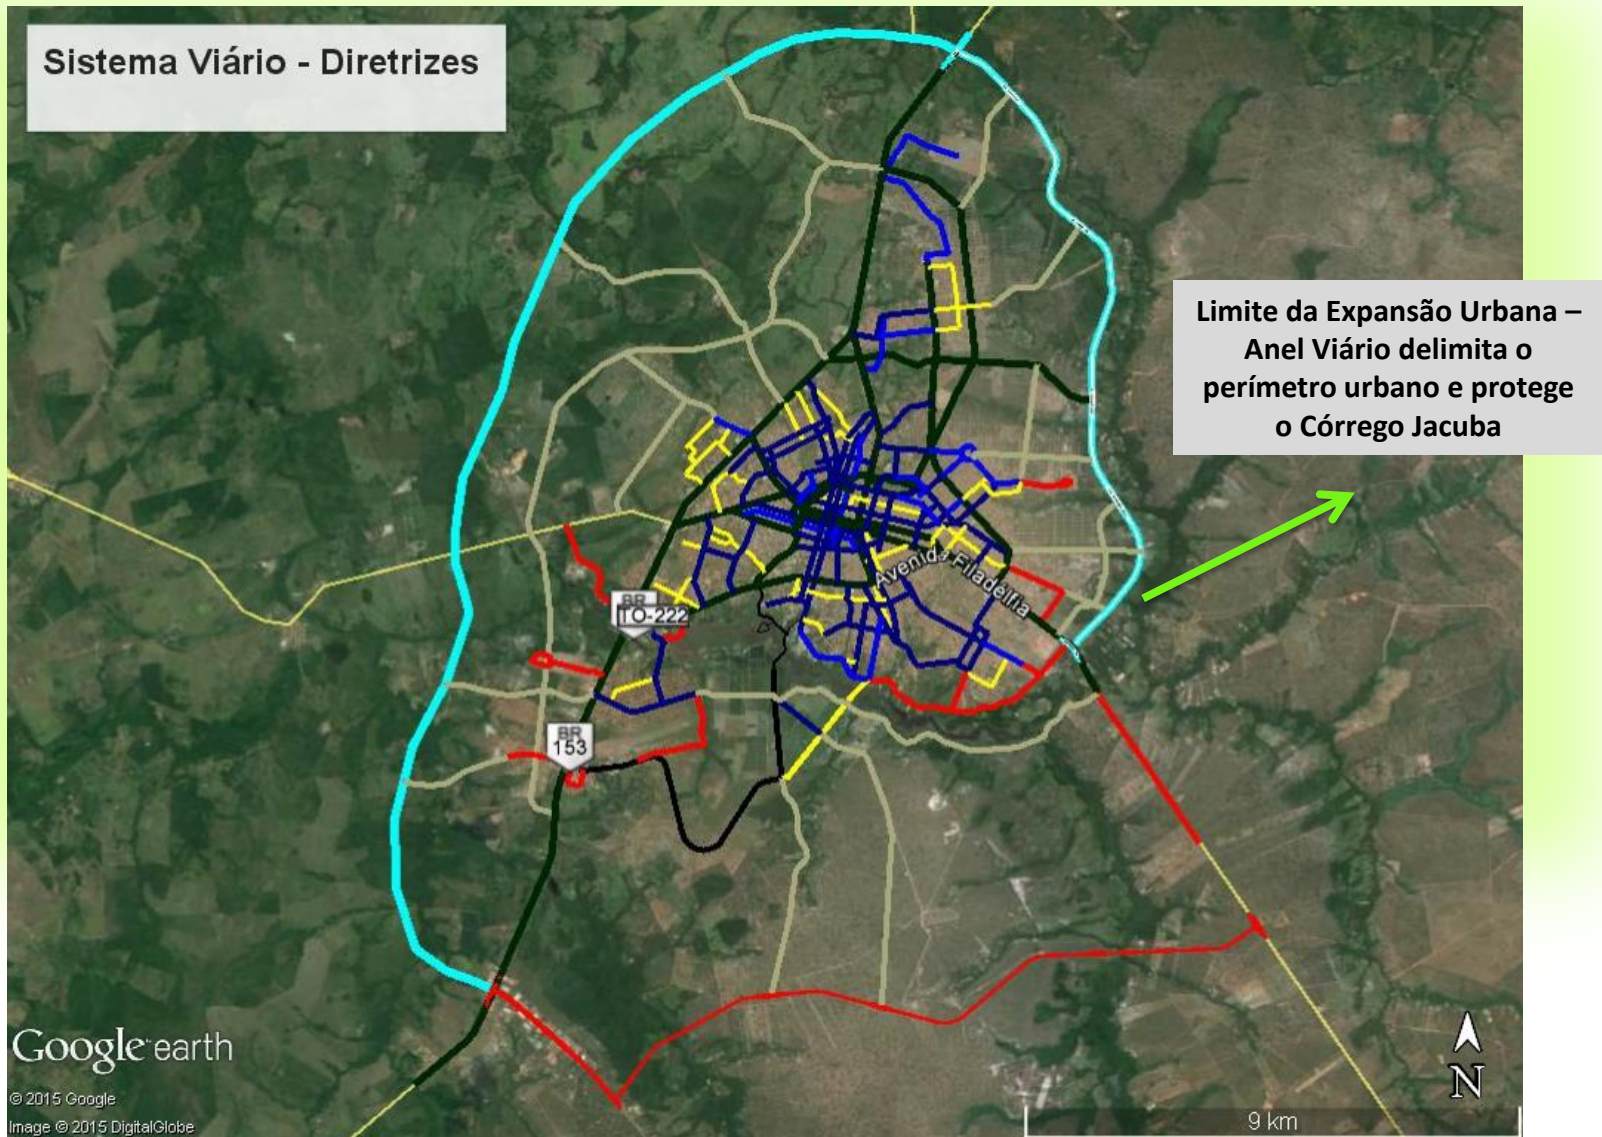 Sistema Viário - Diretrizes
Limite da Expansão Urbana –
Anel Viário delimita o
perímetro urbano e protege
o Córrego Jacuba
Avenida Filadélfia
BR
TO-222
BR
153
Google earth
© 2015 Google
Image © 2015 DigitalGlobe
N
9 km